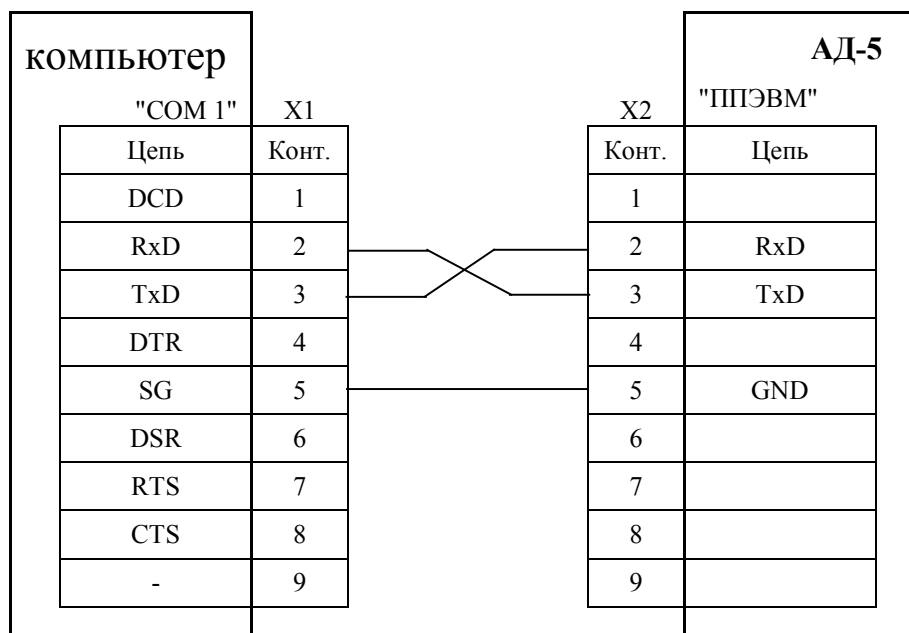 компьютер АД-5
"COM 1" X1 X2 "ППЭВМ"
Цепь Конт. Конт. Цепь
DCD 1 1
RxD 2 2 RxD
TxD 3 3 TxD
DTR 4 4
SG 5 5 GND
DSR 6 6
RTS 7 7
CTS 8 8
- 9 9